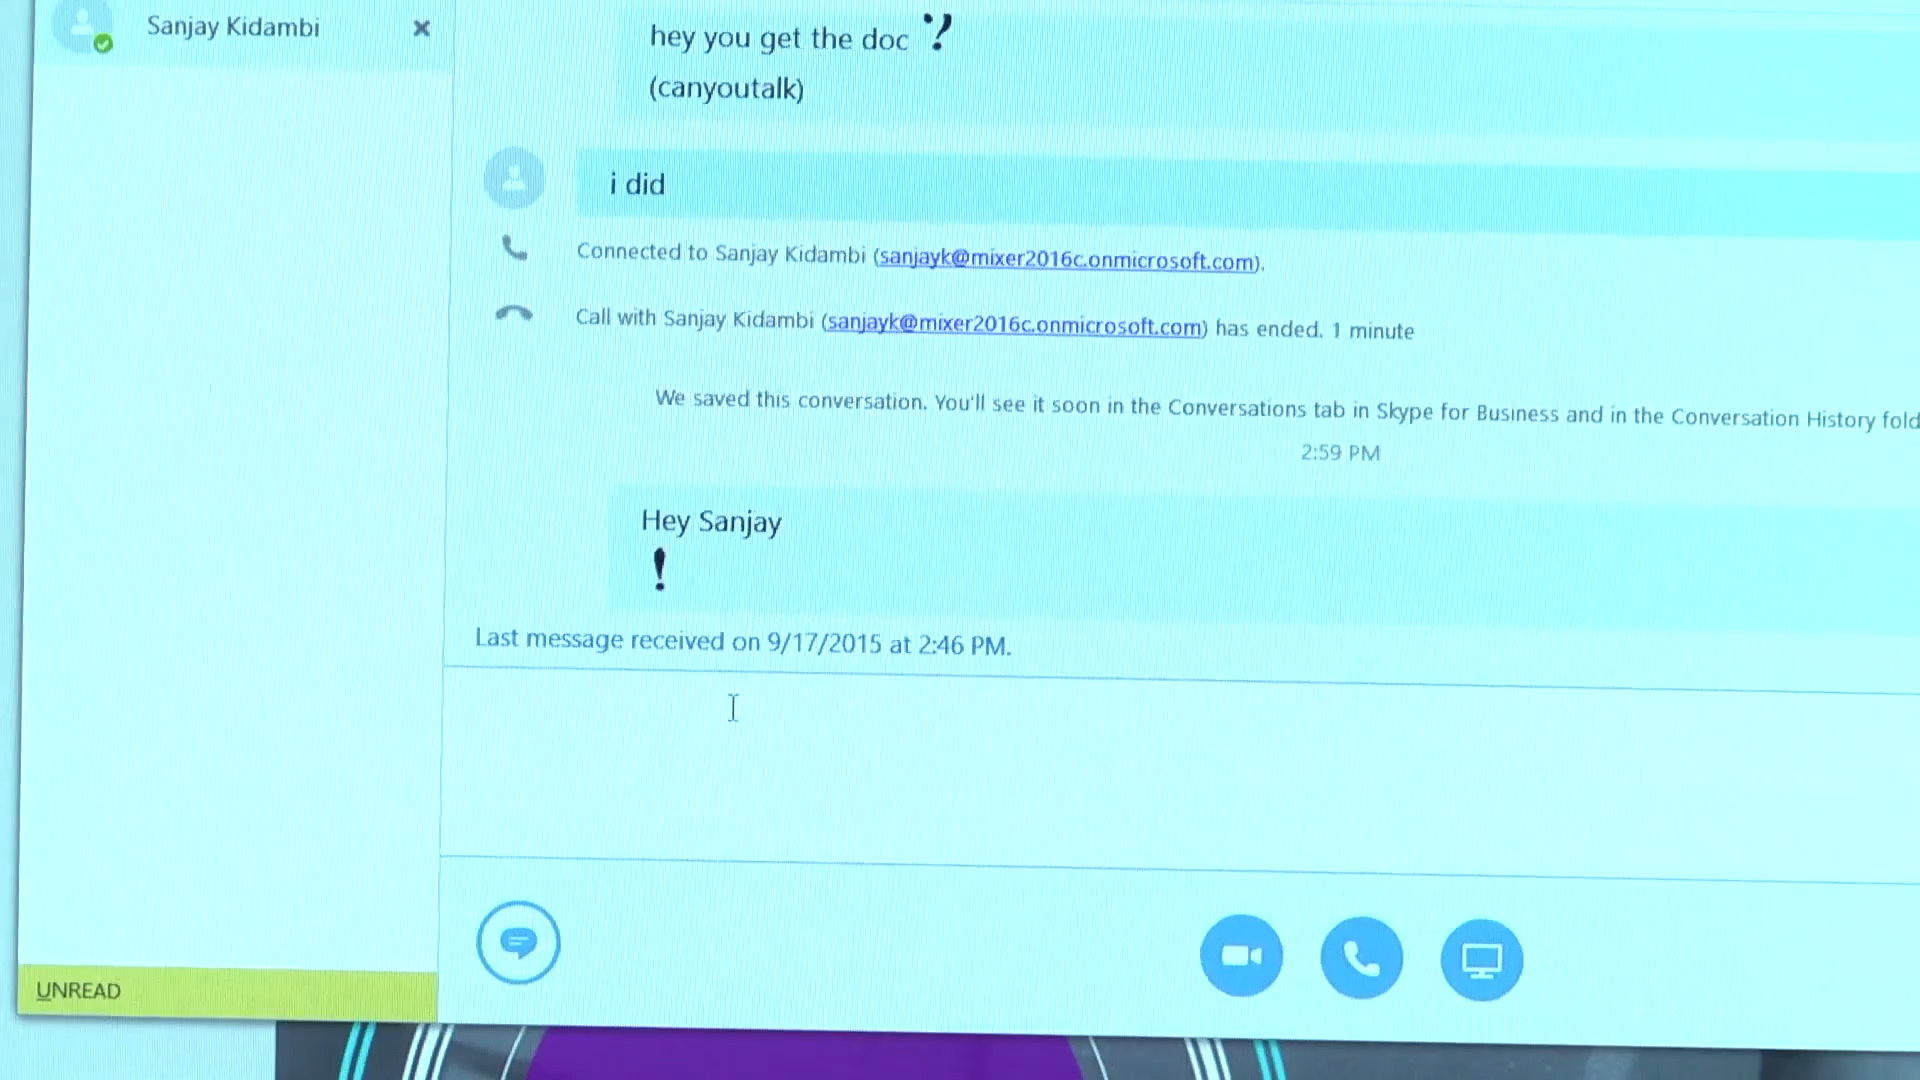 Sanjay Kidambi
hey you get the doc ?
(canyoutalk)
i did
Connected to Sanjay Kidambi (sanjayk@mixer2016c.onmicrosoft.com).
Call with Sanjay Kidambi (sanjayk@mixer2016c.onmicrosoft.com) has ended. 1 minute
We saved this conversation. You'll see it soon in the Conversations tab in Skype for Business and in the Conversation History
2:59 PM
Hey Sanjay
!
Last message received on 9/17/2015 at 2:46 PM.
UNREAD